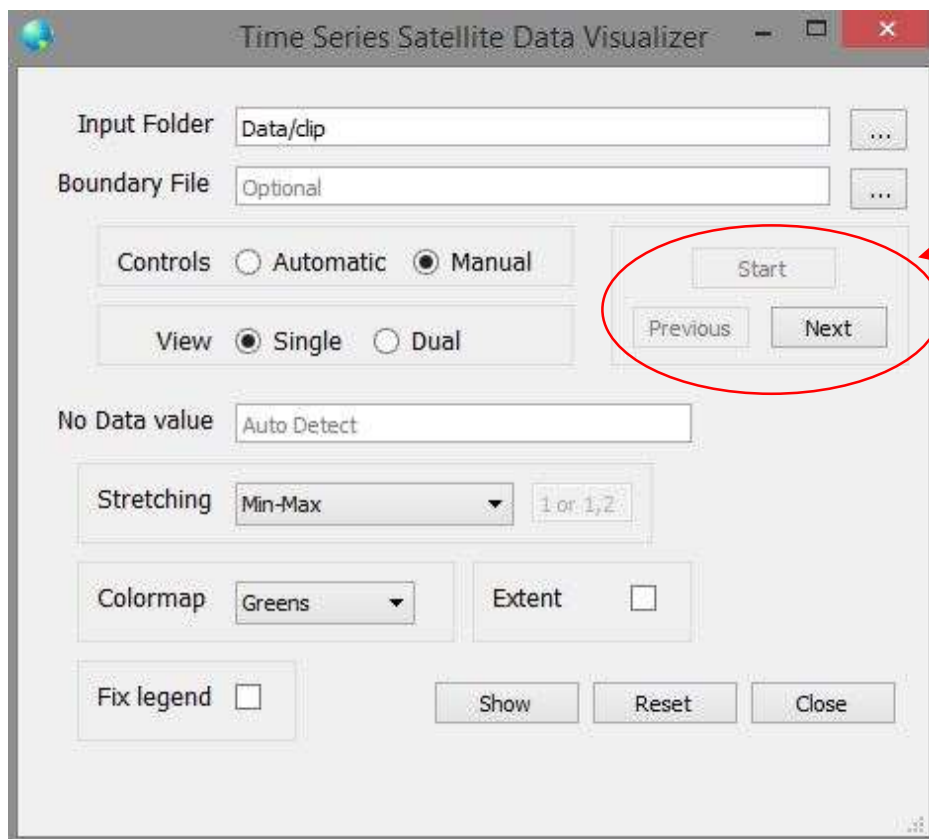 Time Series Satellite Data Visualizer
Input Folder Data/clip ...
Boundary File Optional ...
Controls Automatic Manual Start
Previous Next
View Single Dual
No Data value Auto Detect
Stretching Min-Max 1 or 1,2
Colormap Greens Extent
Fix legend Show Reset Close